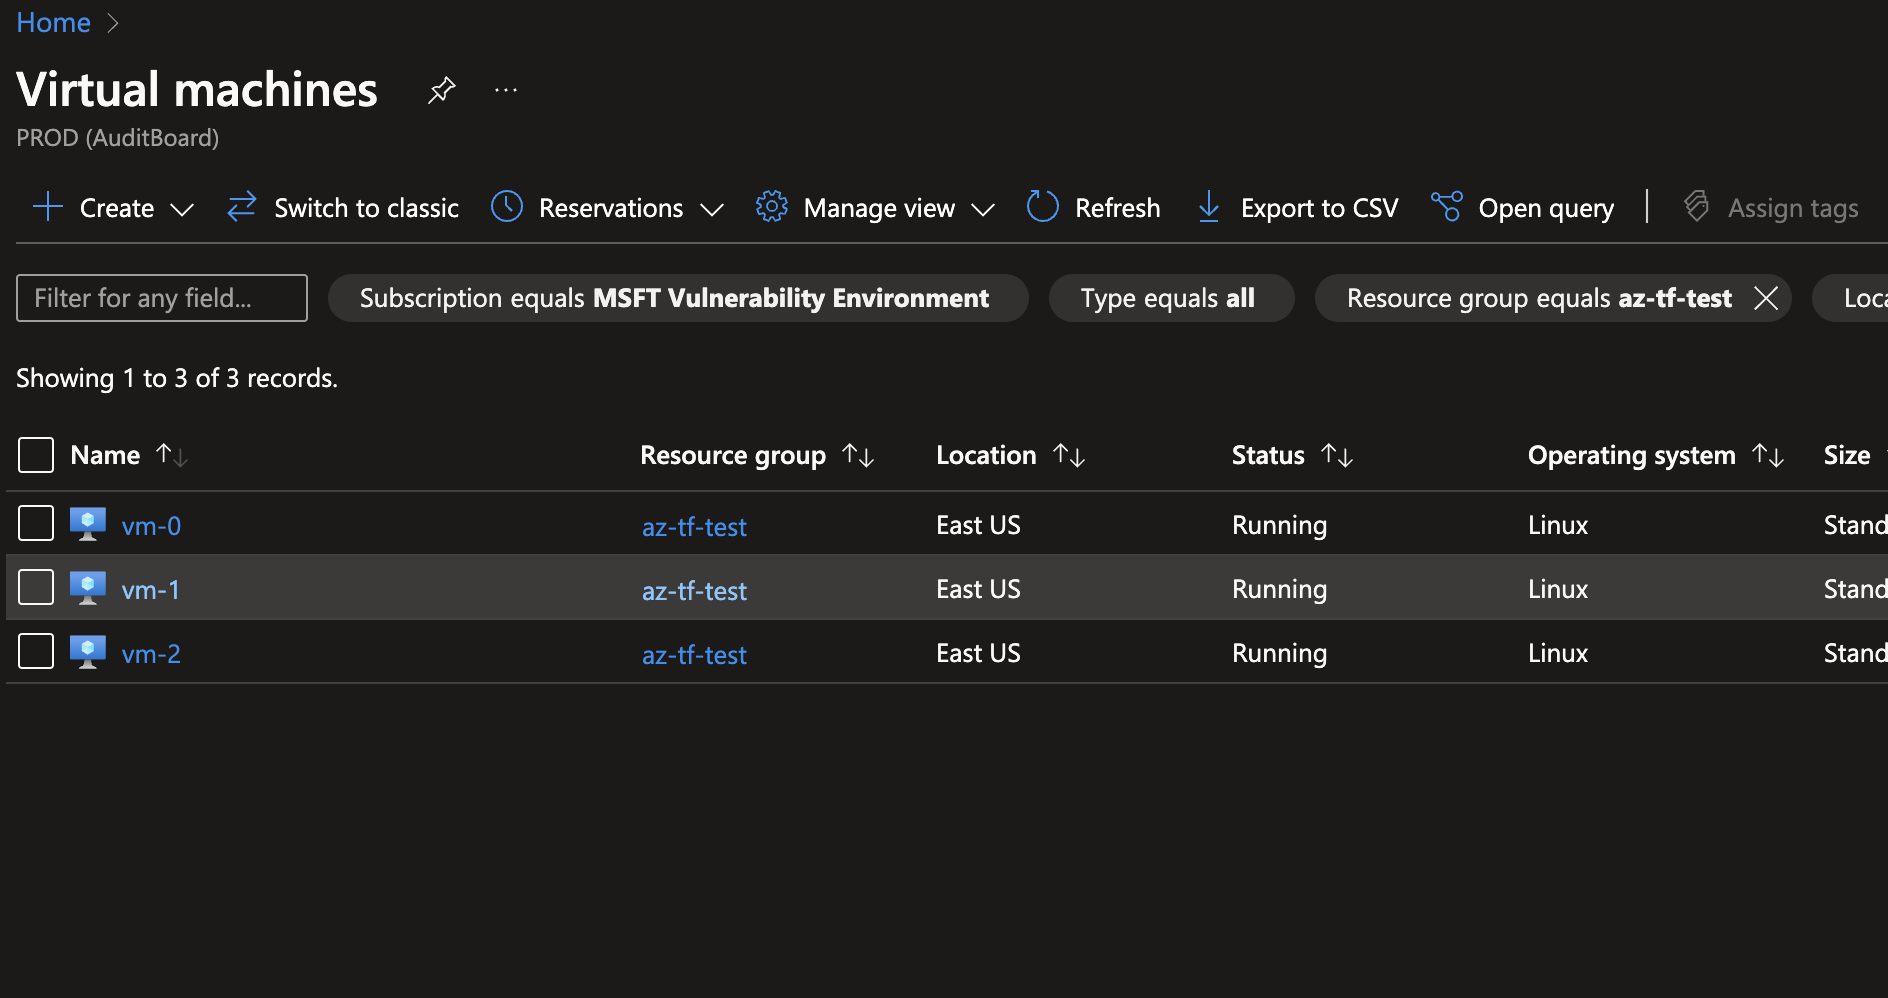 Home
Virtual machines
PROD (AuditBoard)
Create Switch to classic Reservations Manage view Refresh Export to CSV Open query Assign tags
Filter for any field... Subscription equals MSFT Vulnerability Environment Type equals all Resource group equals az-tf-test Loca
Showing 1 to 3 of 3 records.
Name Resource group Location Status Operating system Size
vm-0 az-tf-test East US Running Linux Stand
vm-1 az-tf-test East US Running Linux Stand
vm-2 az-tf-test East US Running Linux Stand